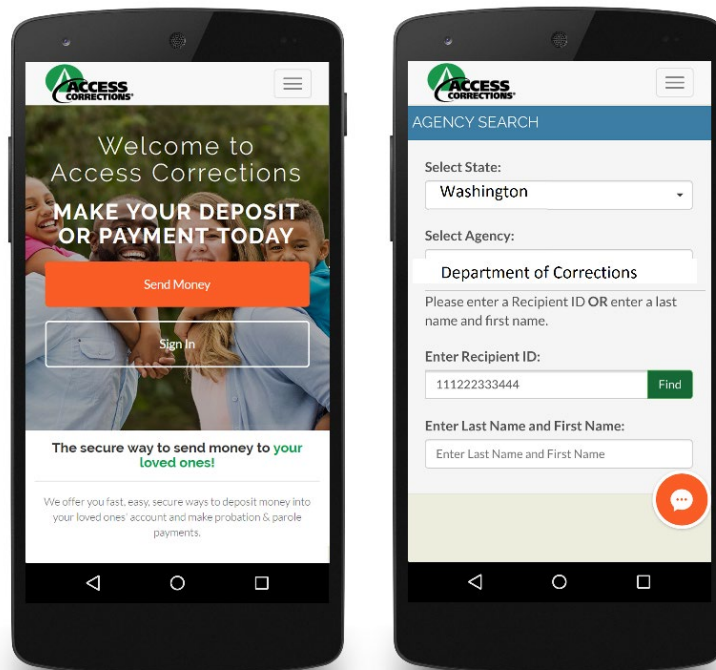 ACCESS
CORRECTIONS®
Welcome to
Access Corrections
MAKE YOUR DEPOSIT
OR PAYMENT TODAY
Send Money
Sign In
The secure way to send money to your
loved ones!
We offer you fast, easy, secure ways to deposit money into
your loved ones' account and make probation & parole
payments.
ACCESS
CORRECTIONS®
AGENCY SEARCH
Select State:
Washington
Select Agency:
Department of Corrections
Please enter a Recipient ID OR enter a last
name and first name.
Enter Recipient ID:
111222333444
Find
Enter Last Name and First Name:
Enter Last Name and First Name